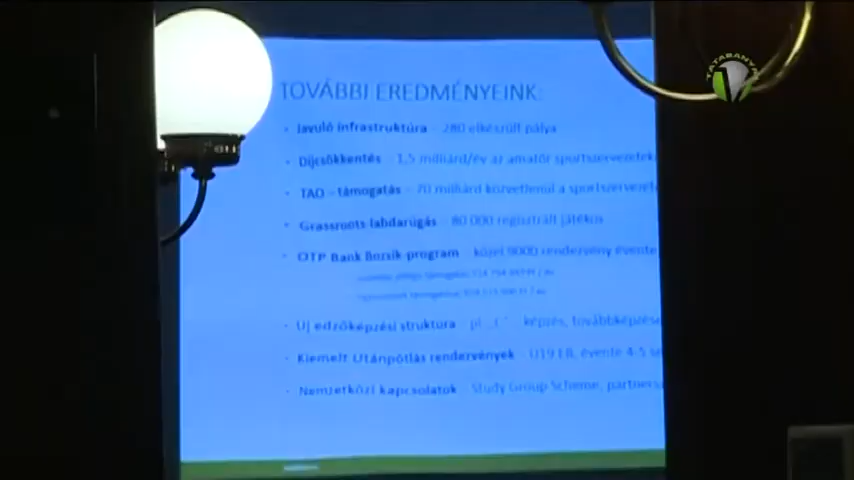 TATABÁNYA
TOVÁBBI EREDMÉNYEINK:
• Javuló infrastruktúra - 280 elkészült pálya
• Díjcsökkentés - 1,5 milliárd/év az amatőr sportszervezetek
• TAO - támogatás - 70 milliárd közvetlenül a sportszervezet
• Grassroots labdarúgás - 80 000 regisztrált játékos
• OTP Bank Bozsik-program - közel 9000 rendezvény évente
• Új edzőképzési struktúra - pl. „C" - képzés, továbbképzés
• Kiemelt Utánpótlás rendezvények - U19 EB, évente 4-5
• Nemzetközi kapcsolatok - Study Group Scheme, partners